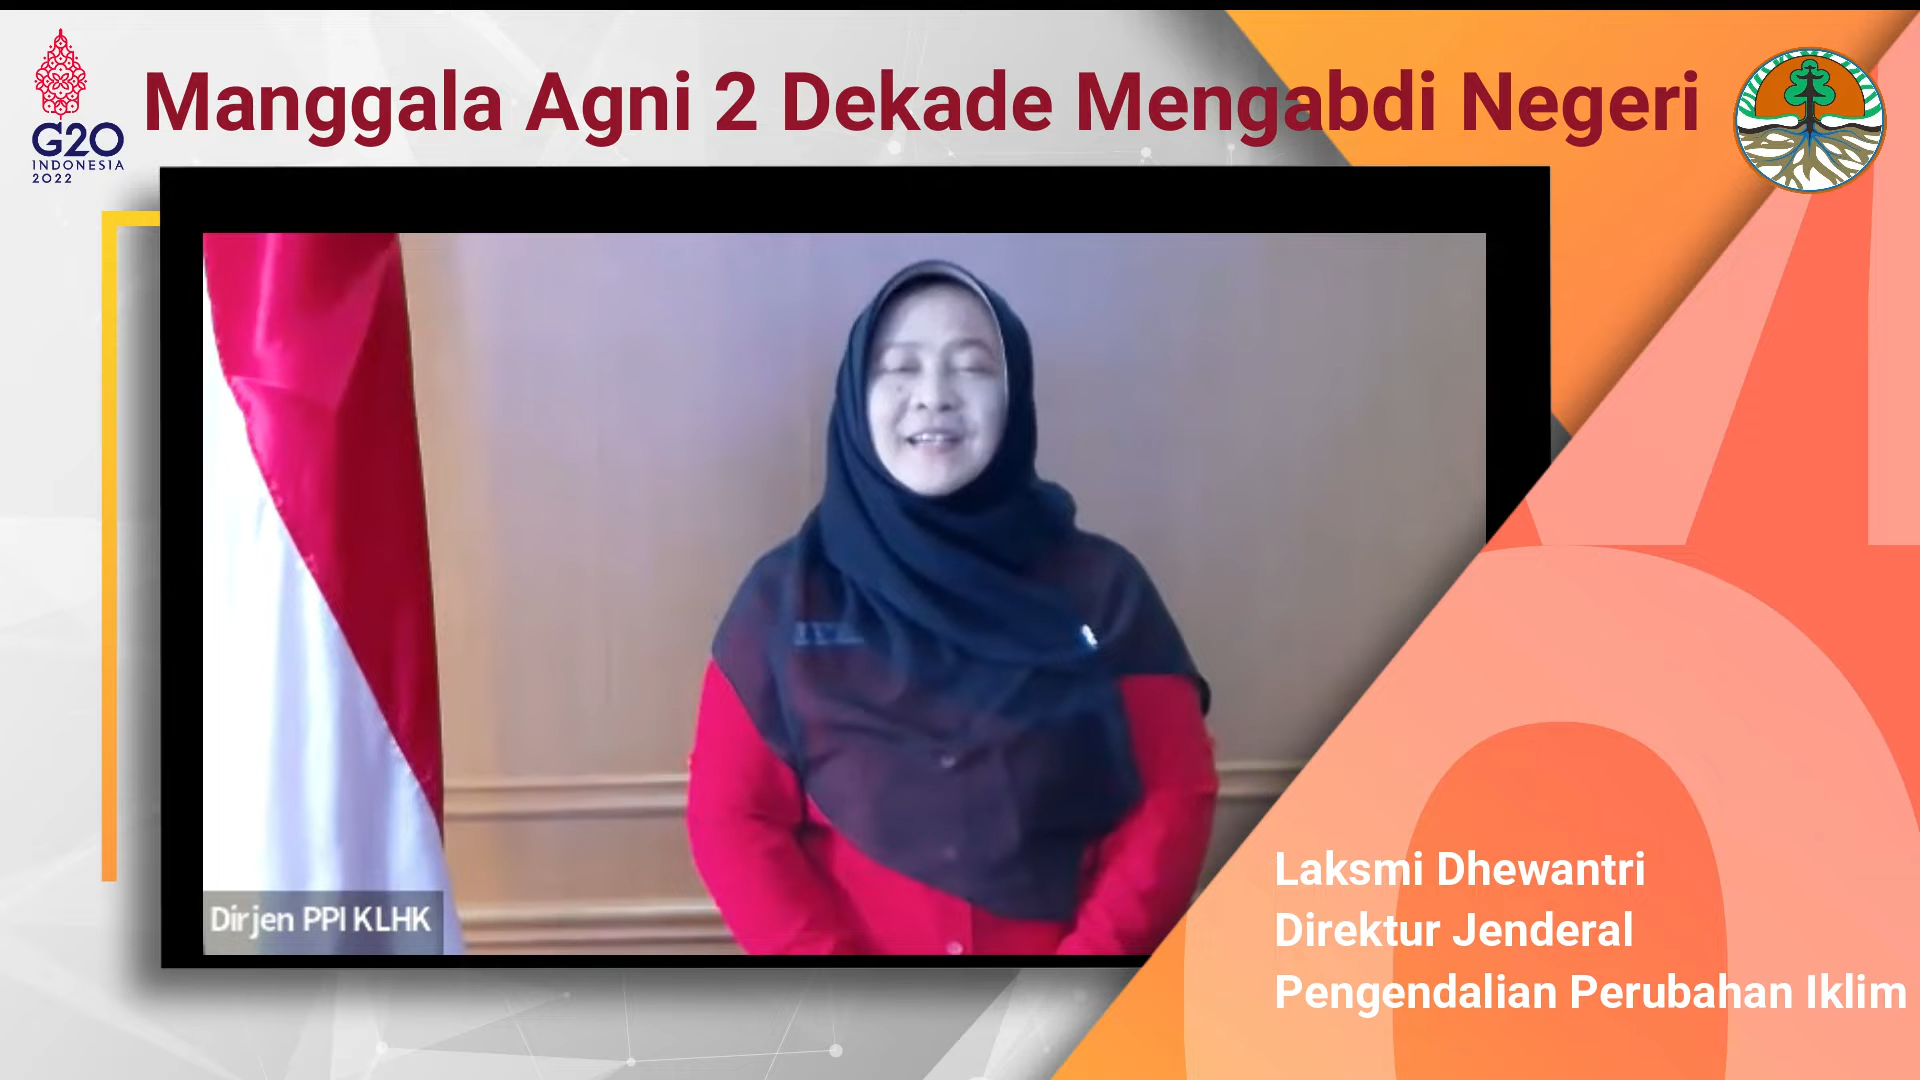 Manggala Agni 2 Dekade Mengabdi Negeri
G20
INDONESIA
2022
Dirjen PPI KLHK
Laksmi Dhewantri
Direktur Jenderal
Pengendalian Perubahan Iklim